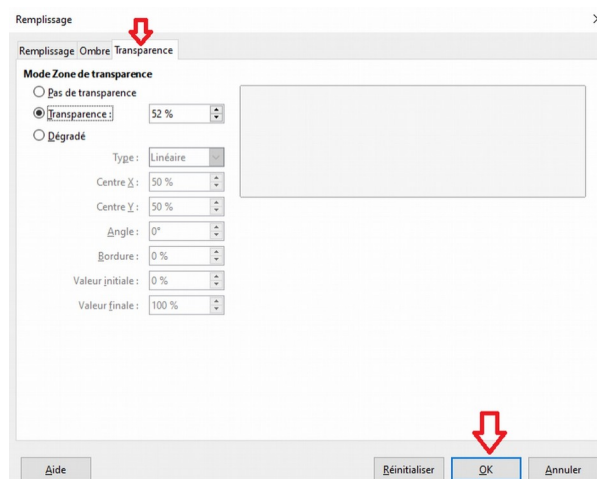 Remplissage
Remplissage Ombre Transparence
Mode Zone de transparence
Pas de transparence
Transparence : 52 %
Dégradé
Type : Linéaire
Centre X : 50 %
Centre Y : 50 %
Angle : 0°
Bordure : 0 %
Valeur initiale : 0 %
Valeur finale : 100 %
Aide Réinitialiser OK Annuler